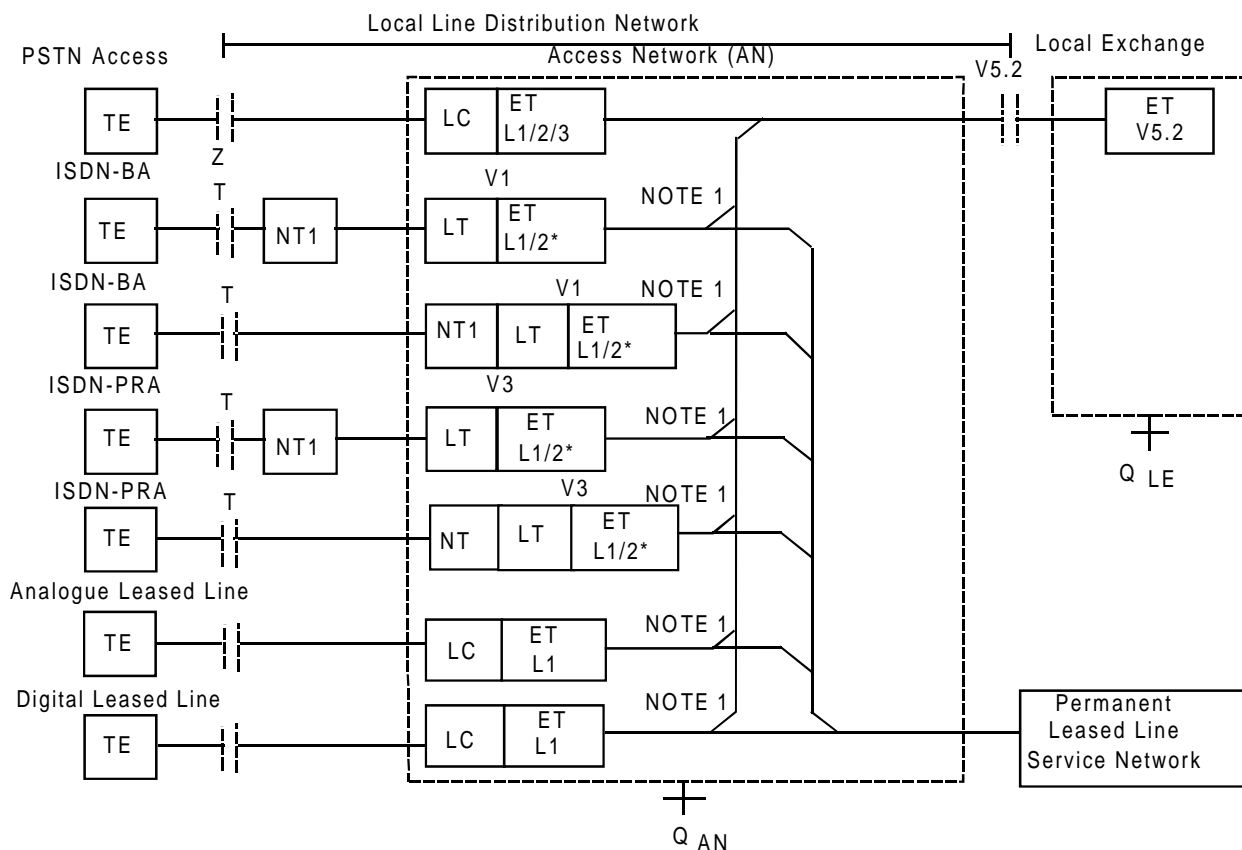 Local Line Distribution Network
PSTN Access
Access Network (AN)
Local Exchange
V5.2
TE
Z
LC
ET
L1/2/3
ET
V5.2
ISDN-BA
T
V1
NOTE 1
TE
NT1
LT
ET
L1/2*
ISDN-BA
T
V1
NOTE 1
TE
NT1
LT
ET
L1/2*
ISDN-PRA
T
V3
NOTE 1
TE
NT1
LT
ET
L1/2*
Q LE
ISDN-PRA
T
V3
NOTE 1
TE
NT
LT
ET
L1/2*
Analogue Leased Line
NOTE 1
TE
LC
ET
L1
Digital Leased Line
NOTE 1
TE
LC
ET
L1
Permanent
Leased Line
Service Network
Q AN